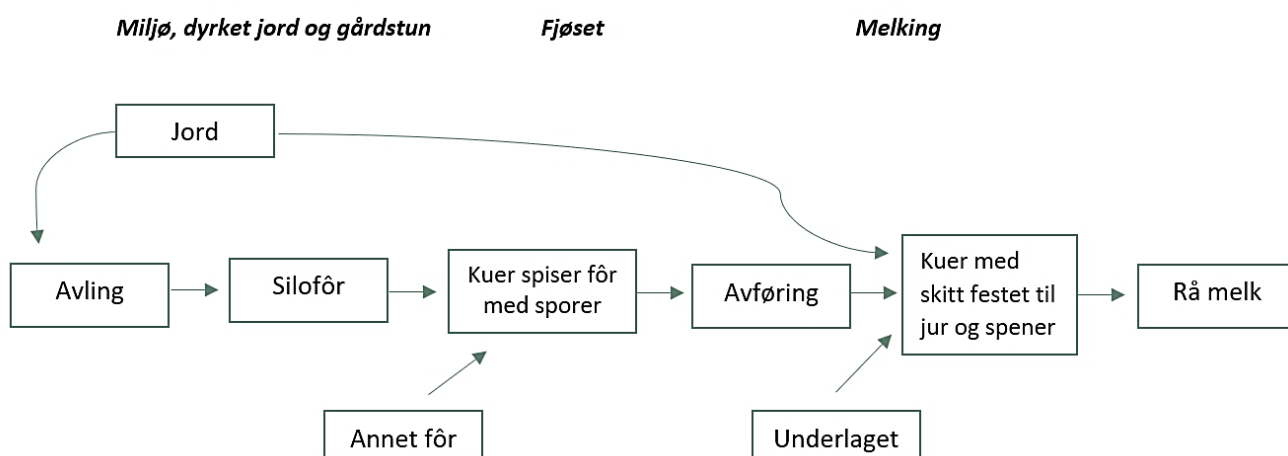 Miljø, dyrket jord og gårdstun
Fjøset
Melking
Jord
Avling
Silofôr
Kuer spiser fôr
med sporer
Avføring
Kuer med
skitt festet til
jur og spener
Rå melk
Annet fôr
Underlaget